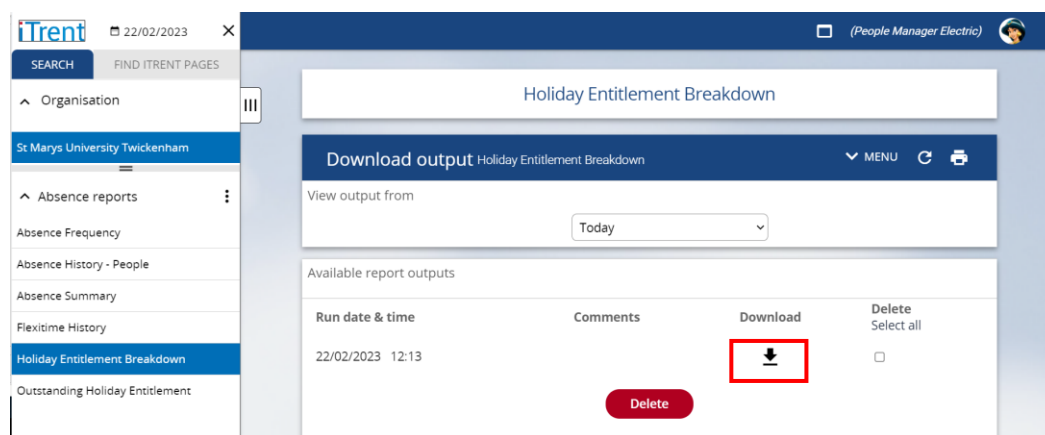 iTrent
22/02/2023
(People Manager Electric)
SEARCH
FIND ITRENT PAGES
Organisation
St Marys University Twickenham
Absence reports
Absence Frequency
Absence History - People
Absence Summary
Flexitime History
Holiday Entitlement Breakdown
Outstanding Holiday Entitlement
Holiday Entitlement Breakdown
Download output Holiday Entitlement Breakdown
MENU
View output from
Today
Available report outputs
Run date & time Comments Download Delete
Select all
22/02/2023 12:13
Delete